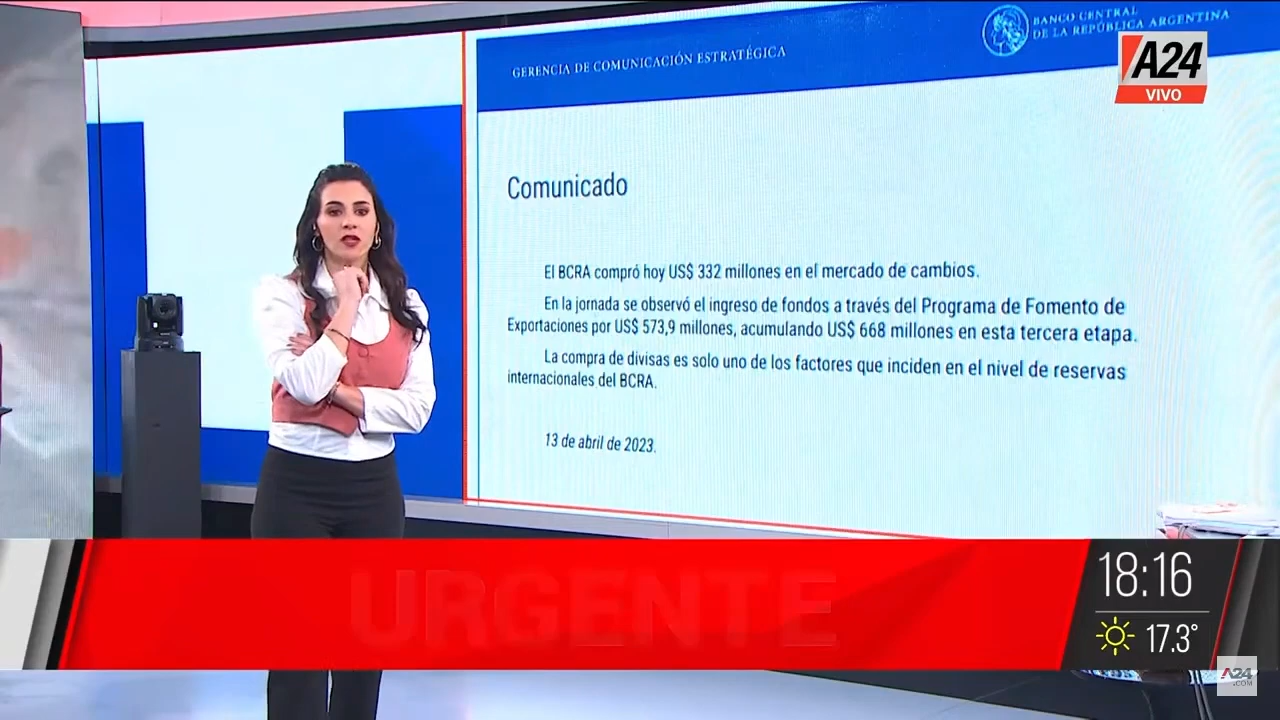 GERENCIA DE COMUNICACIÓN ESTRATÉGICA
BANCO CENTRAL
DE LA REPÚBLICA ARGENTINA
A24
VIVO
Comunicado
El BCRA compró hoy US$ 332 millones en el mercado de cambios.
En la jornada se observó el ingreso de fondos a través del Programa de Fomento de
Exportaciones por US$ 573,9 millones, acumulando US$ 668 millones en esta tercera etapa.
La compra de divisas es solo uno de los factores que inciden en el nivel de reservas
internacionales del BCRA.
13 de abril de 2023.
URGENTE
18:16
17.3°
A24
.COM